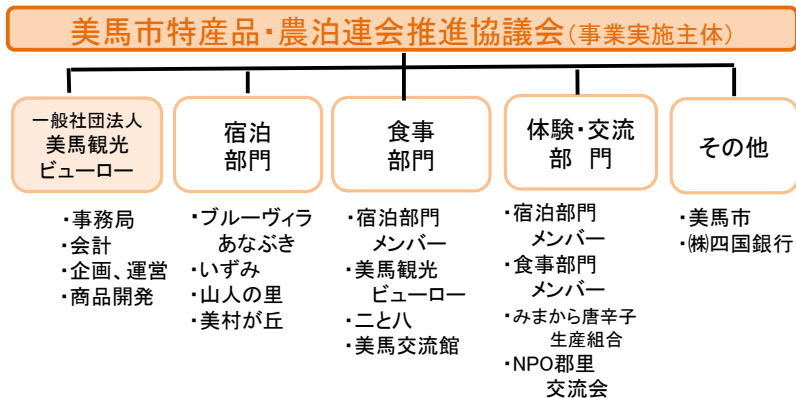 美馬市特産品・農泊連会推進協議会(事業実施主体)
一般社団法人
美馬観光
ビューロー
・事務局
・会計
・企画、運営
・商品開発
宿泊
部門
・ブルーヴィラ
あなぶき
・いずみ
・山人の里
・美村が丘
食事
部門
・宿泊部門
メンバー
・美馬観光
ビューロー
・二と八
・美馬交流館
体験・交流
部 門
・宿泊部門
メンバー
・食事部門
メンバー
・みまから唐辛子
生産組合
・NPO郡里
交流会
その他
・美馬市
・㈱四国銀行